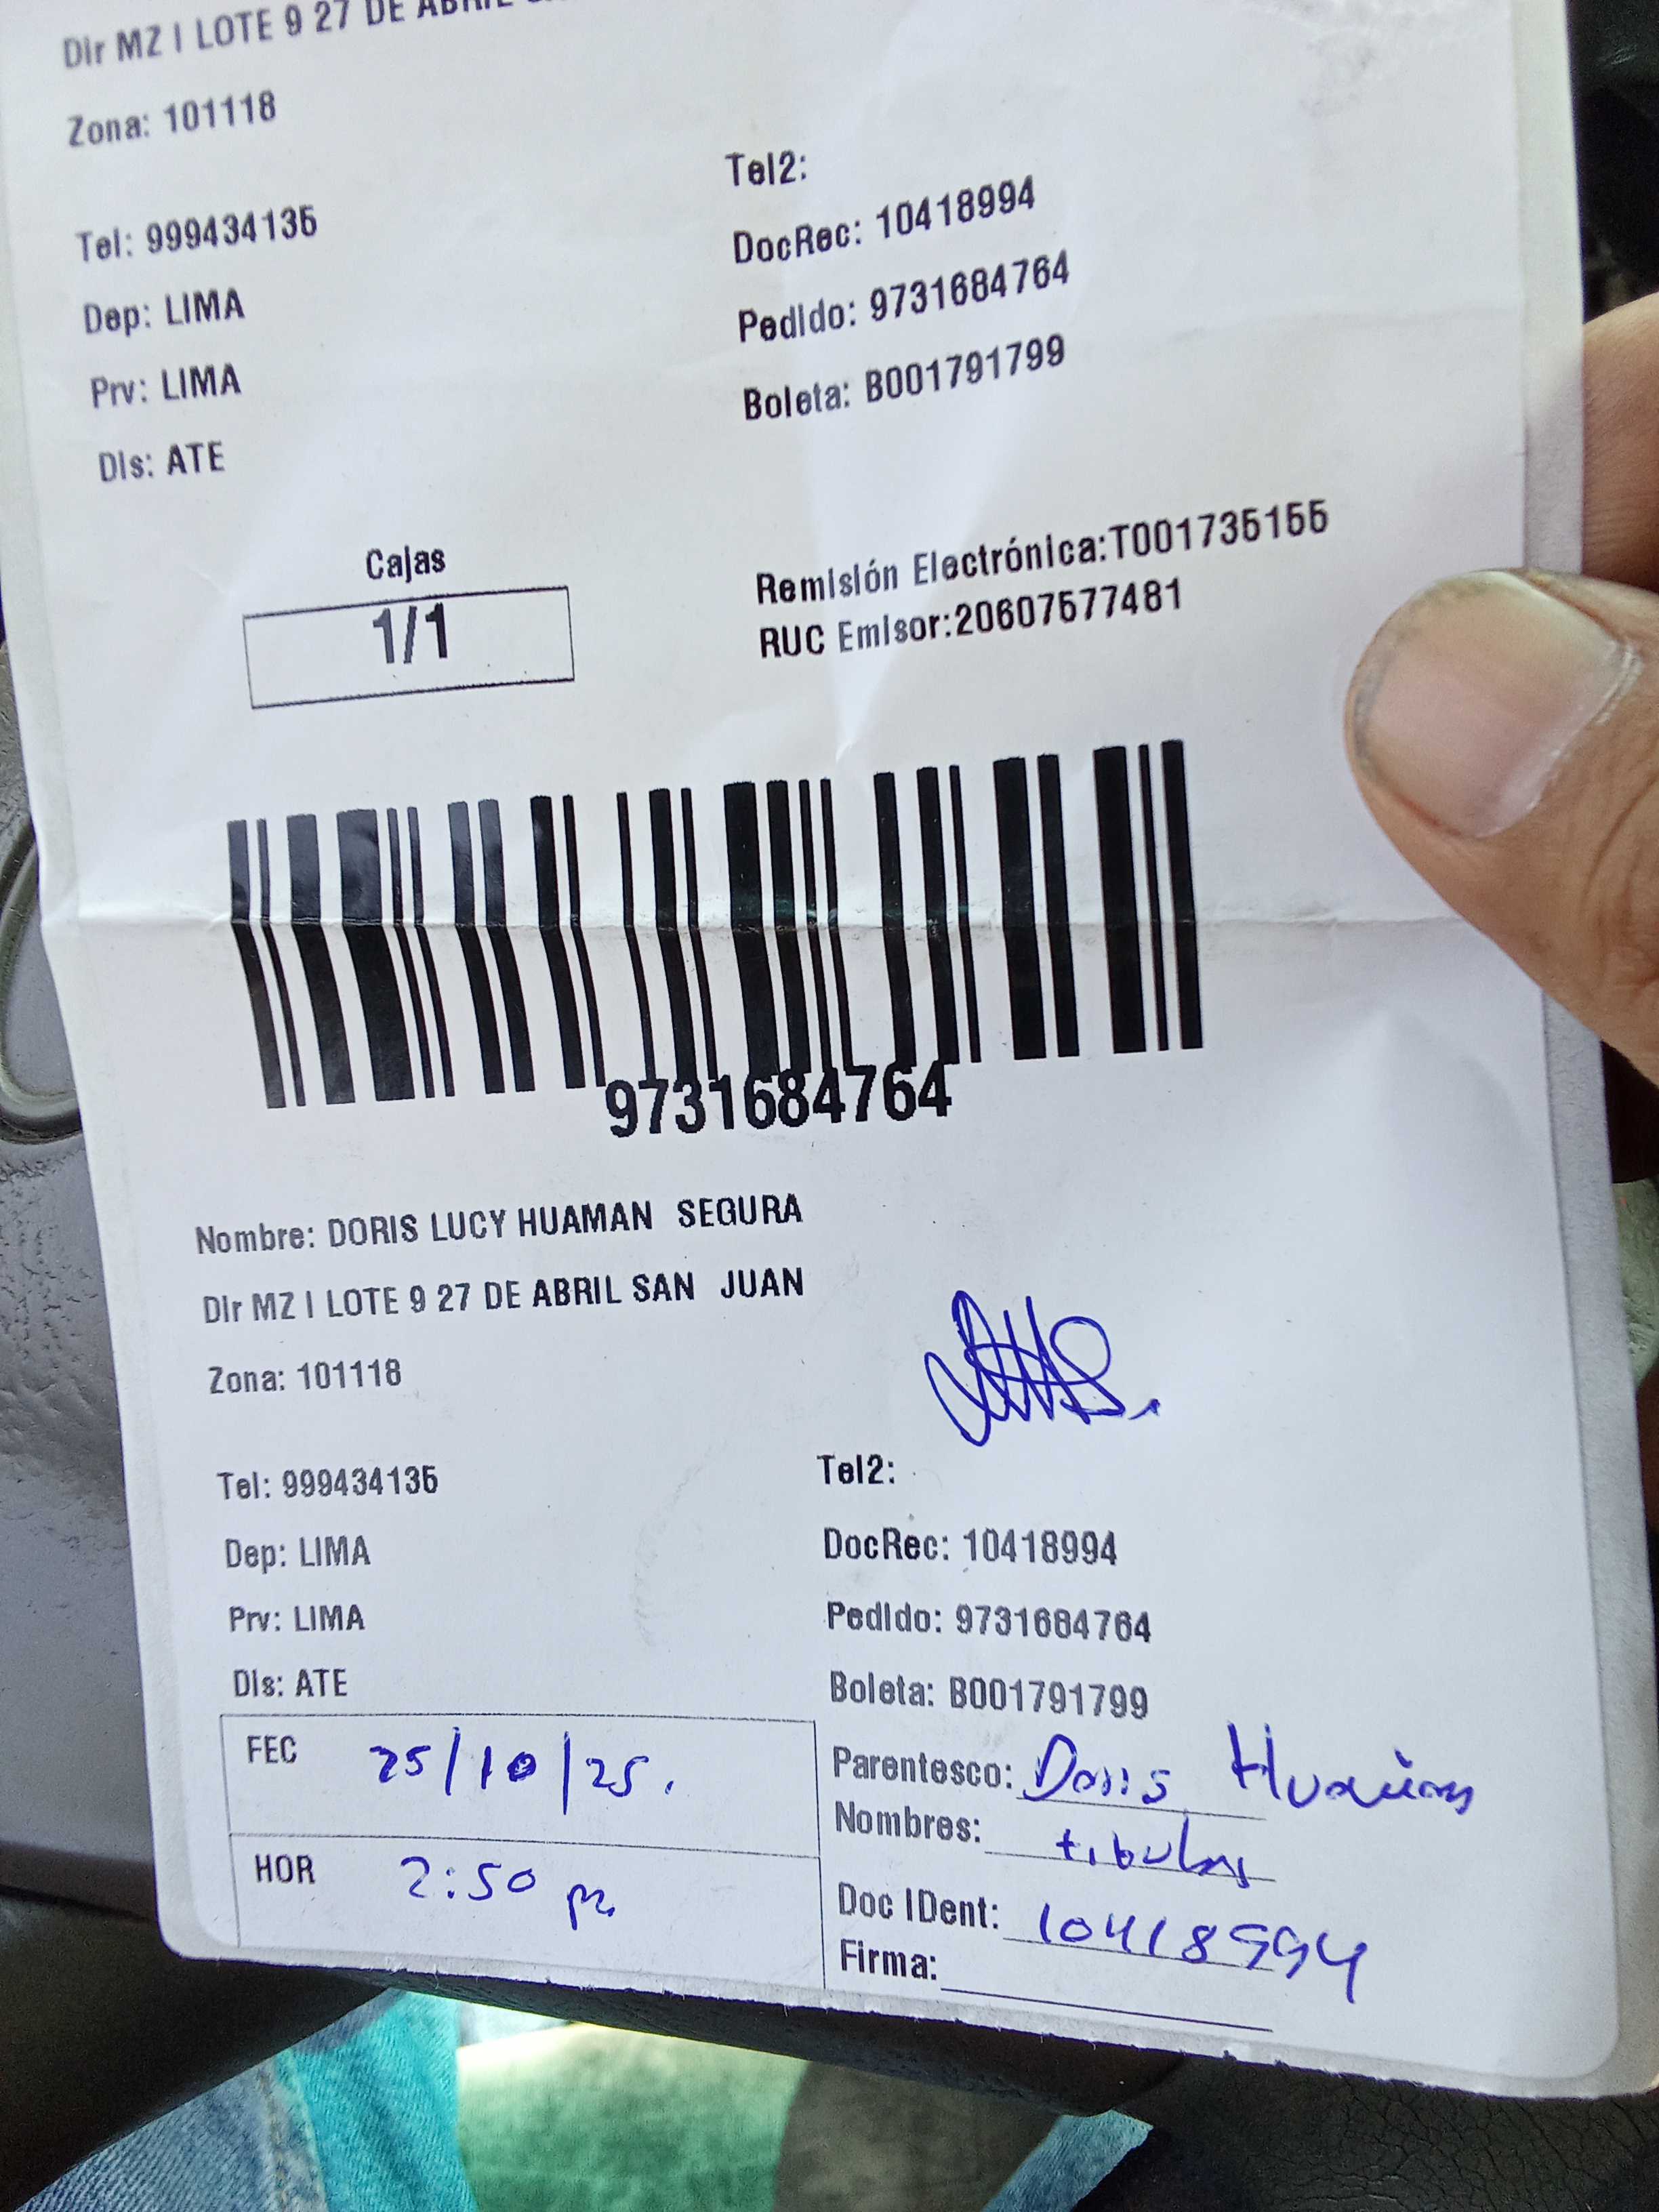 Dir MZ I LOTE 9 27 DE ABRIL
Zona: 101118
Tel2:
Tel: 999434135
DocRec: 10418994
Dep: LIMA
Pedido: 9731684764
Prv: LIMA
Boleta: B001791799
Dis: ATE
Cajas
1/1
Remisión Electrónica:T001735155
RUC Emisor:20607577481
9731684764
Nombre: DORIS LUCY HUAMAN SEGURA
Dir MZ I LOTE 9 27 DE ABRIL SAN JUAN
Zona: 101118
Tel: 999434135
Tel2:
Dep: LIMA
DocRec: 10418994
Prv: LIMA
Pedido: 9731684764
Dis: ATE
Boleta: B001791799
FEC 25/10/25.
Parentesco: Doris Huamán
Nombres: titular
HOR 2:50 pm
Doc IDent: 10418994
Firma: